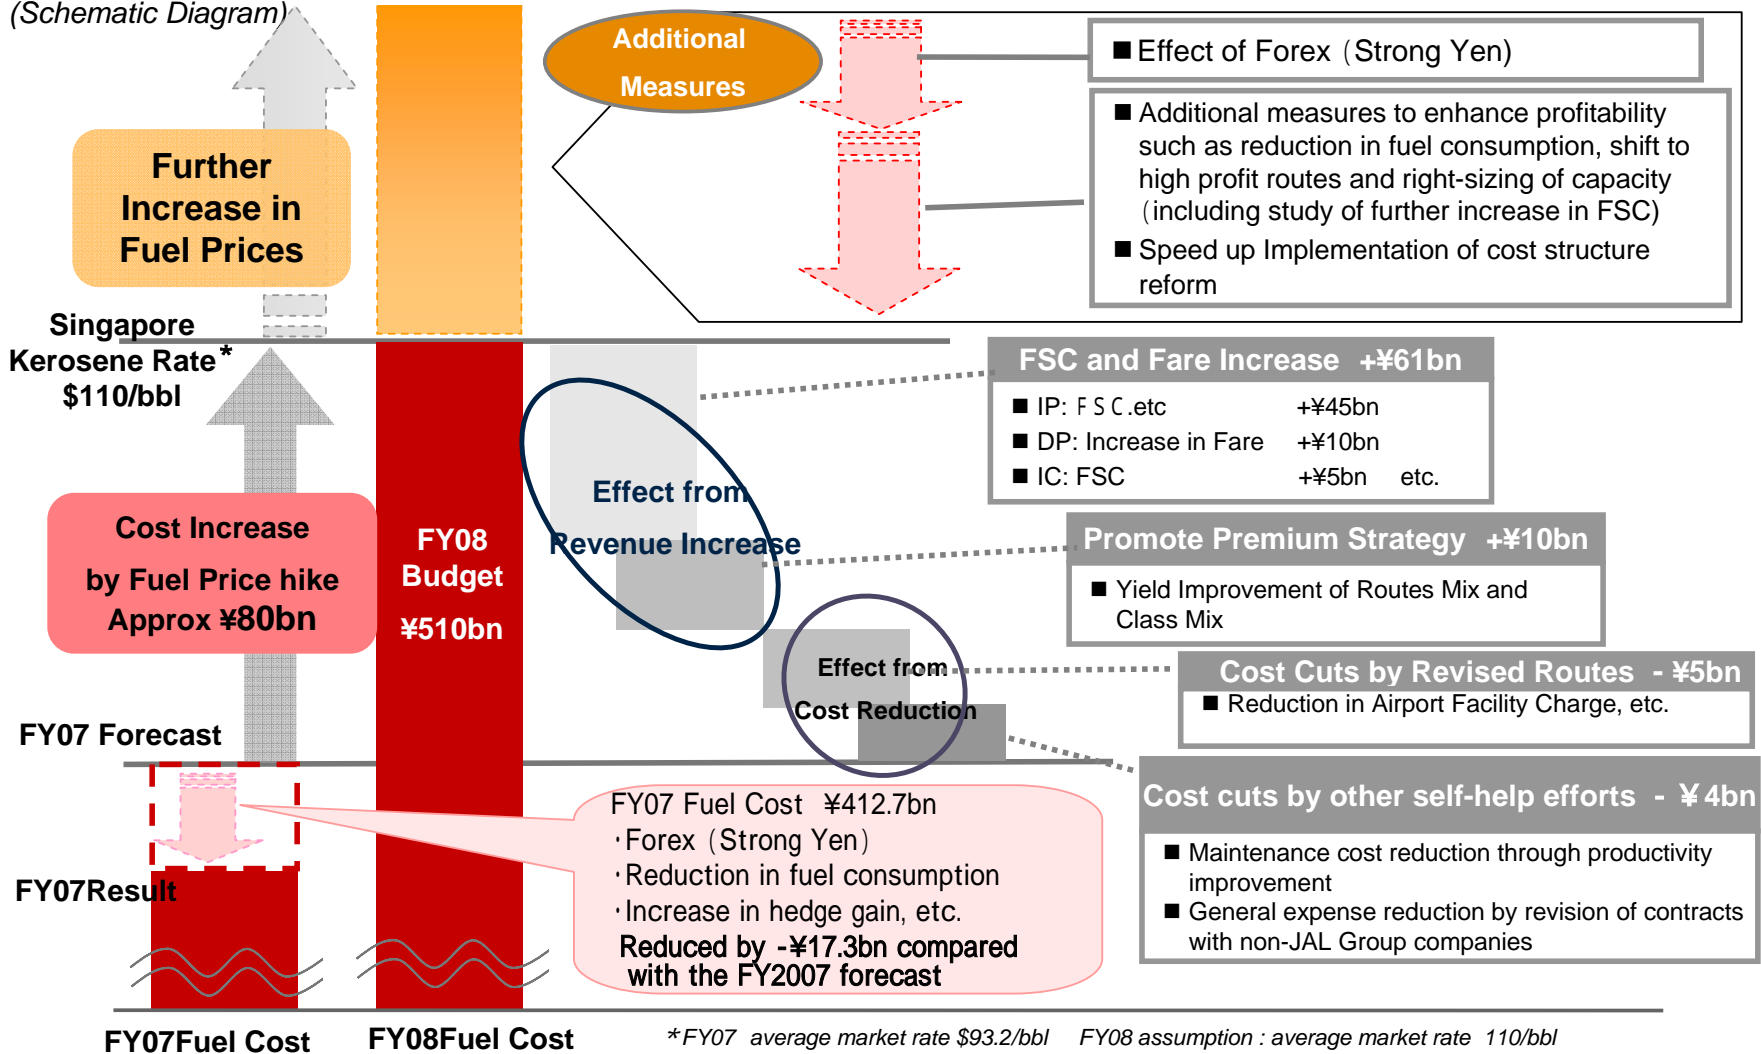 (Schematic Diagram)
Additional
Measures
■ Effect of Forex (Strong Yen)
■ Additional measures to enhance profitability
such as reduction in fuel consumption, shift to
high profit routes and right-sizing of capacity
(including study of further increase in FSC)
■ Speed up Implementation of cost structure
reform
Further
Increase in
Fuel Prices
Singapore
Kerosene Rate*
$110/bbl
FSC and Fare Increase +¥61bn
■ IP: FSC.etc +¥45bn
■ DP: Increase in Fare +¥10bn
■ IC: FSC +¥5bn etc.
Effect from
Revenue Increase
Cost Increase
by Fuel Price hike
Approx ¥80bn
FY08
Budget
¥510bn
Promote Premium Strategy +¥10bn
■ Yield Improvement of Routes Mix and
Class Mix
Effect from
Cost Reduction
Cost Cuts by Revised Routes - ¥5bn
■ Reduction in Airport Facility Charge, etc.
FY07 Forecast
Cost cuts by other self-help efforts - ¥4bn
■ Maintenance cost reduction through productivity
improvement
■ General expense reduction by revision of contracts
with non-JAL Group companies
FY07 Fuel Cost ¥412.7bn
·Forex (Strong Yen)
·Reduction in fuel consumption
·Increase in hedge gain, etc.
Reduced by -¥17.3bn compared
with the FY2007 forecast
FY07Result
FY07Fuel Cost
FY08Fuel Cost
*FY07 average market rate $93.2/bbl FY08 assumption : average market rate 110/bbl